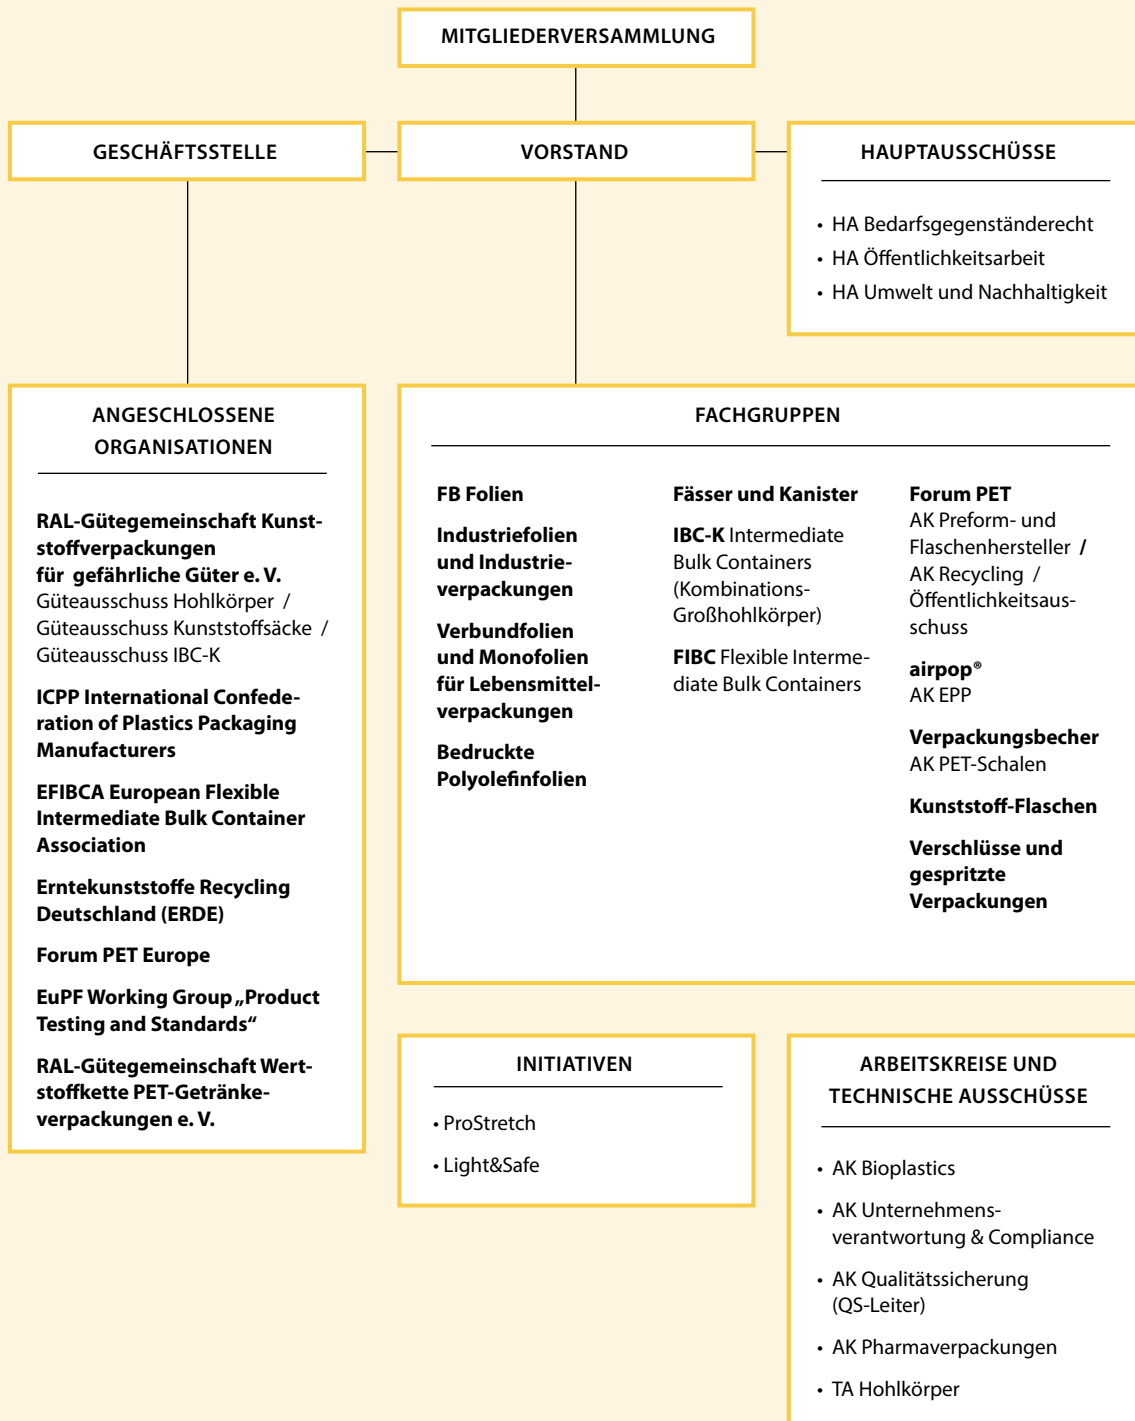 MITGLIEDERVERSAMMLUNG
GESCHÄFTSSTELLE
VORSTAND
HAUPTAUSSCHÜSSE
• HA Bedarfsgegenständerecht
• HA Öffentlichkeitsarbeit
• HA Umwelt und Nachhaltigkeit
ANGESCHLOSSENE
ORGANISATIONEN
RAL-Gütegemeinschaft Kunst-
stoffverpackungen
für gefährliche Güter e. V.
Güteausschuss Hohlkörper /
Güteausschuss Kunststoffsäcke /
Güteausschuss IBC-K
ICPP International Confede-
ration of Plastics Packaging
Manufacturers
EFIBCA European Flexible
Intermediate Bulk Container
Association
Erntekunststoffe Recycling
Deutschland (ERDE)
Forum PET Europe
EuPF Working Group „Product
Testing and Standards“
RAL-Gütegemeinschaft Wert-
stoffkette PET-Getränke-
verpackungen e. V.
FACHGRUPPEN
FB Folien
Industriefolien
und Industrie-
verpackungen
Verbundfolien
und Monofolien
für Lebensmittel-
verpackungen
Bedruckte
Polyolefinfolien
Fässer und Kanister
IBC-K Intermediate
Bulk Containers
(Kombinations-
Großhohlkörper)
FIBC Flexible Interme-
diate Bulk Containers
Forum PET
AK Preform- und
Flaschenhersteller /
AK Recycling /
Öffentlichkeitsaus-
schuss
airpop®
AK EPP
Verpackungsbecher
AK PET-Schalen
Kunststoff-Flaschen
Verschlüsse und
gespritzte
Verpackungen
INITIATIVEN
• ProStretch
• Light&Safe
ARBEITSKREISE UND
TECHNISCHE AUSSCHÜSSE
• AK Bioplastics
• AK Unternehmens-
verantwortung & Compliance
• AK Qualitätssicherung
(QS-Leiter)
• AK Pharmaverpackungen
• TA Hohlkörper